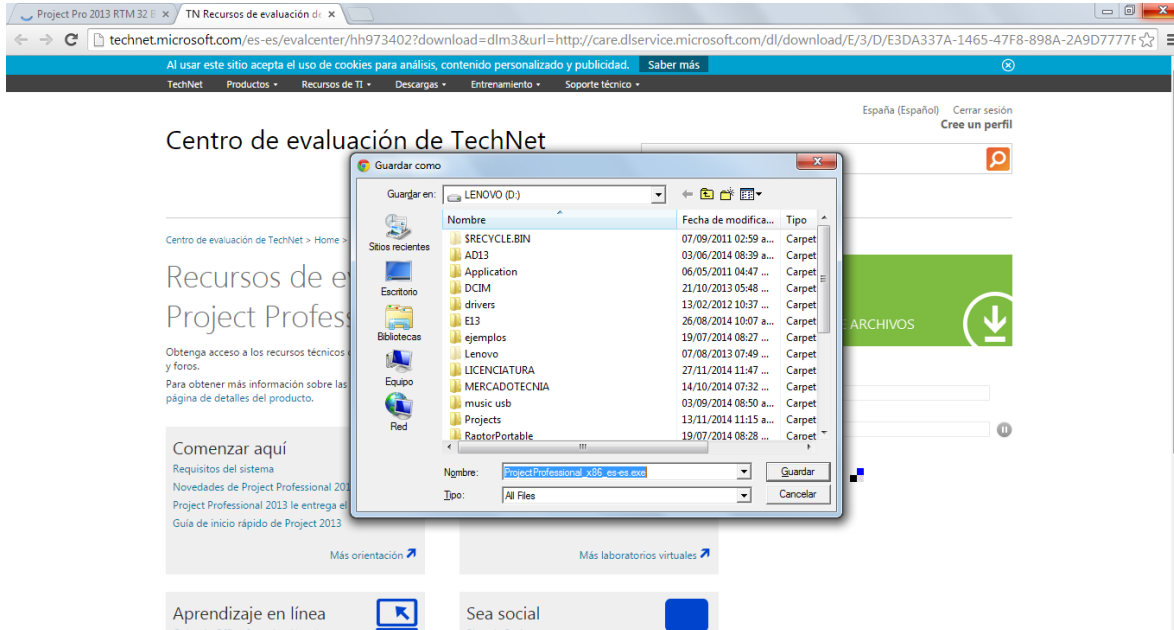 Project Pro 2013 RTM 32 B
TN Recursos de evaluación de
technet.microsoft.com/es-es/evalcenter/hh973402?download=dlm3&url=http://care.dlservice.microsoft.com/dl/download/E/3/D/E3DA337A-1465-47F8-898A-2A9D7777F
Al usar este sitio acepta el uso de cookies para análisis, contenido personalizado y publicidad. Saber más
TechNet Productos Recursos de TI Descargas Entrenamiento Soporte técnico
España (Español) Cerrar sesión
Cree un perfil
Centro de evaluación de TechNet
Centro de evaluación de TechNet > Home >
Recursos de e
Project Profes
Obtenga acceso a los recursos técnicos
y foros.
Para obtener más información sobre las
página de detalles del producto.
E ARCHIVOS
Guardar como
Guardar en: LENOVO (D:)
Sitios recientes
Escritorio
Bibliotecas
Equipo
Red
Nombre Fecha de modifica... Tipo
$RECYCLE.BIN 07/09/2011 02:59 a... Carpet
AD13 03/06/2014 08:39 a... Carpet
Application 06/05/2011 04:47 ... Carpet
DCIM 21/10/2013 05:48 ... Carpet
drivers 13/02/2012 10:37 ... Carpet
E13 26/08/2014 10:07 a... Carpet
ejemplos 19/07/2014 08:27 ... Carpet
Lenovo 07/08/2013 07:49 ... Carpet
LICENCIATURA 27/11/2014 11:47 ... Carpet
MERCADOTECNIA 14/10/2014 07:32 ... Carpet
music usb 03/09/2014 08:50 a... Carpet
Projects 13/11/2014 11:15 a... Carpet
RaptorPortable 19/07/2014 08:28 ... Carpet
Nombre: ProjectProfessional_x86_es-es.exe Guardar
Tipo: All Files Cancelar
Comenzar aquí
Requisitos del sistema
Novedades de Project Professional 201
Project Professional 2013 le entrega el
Guía de inicio rápido de Project 2013
Más orientación
Más laboratorios virtuales
Aprendizaje en línea
Sea social